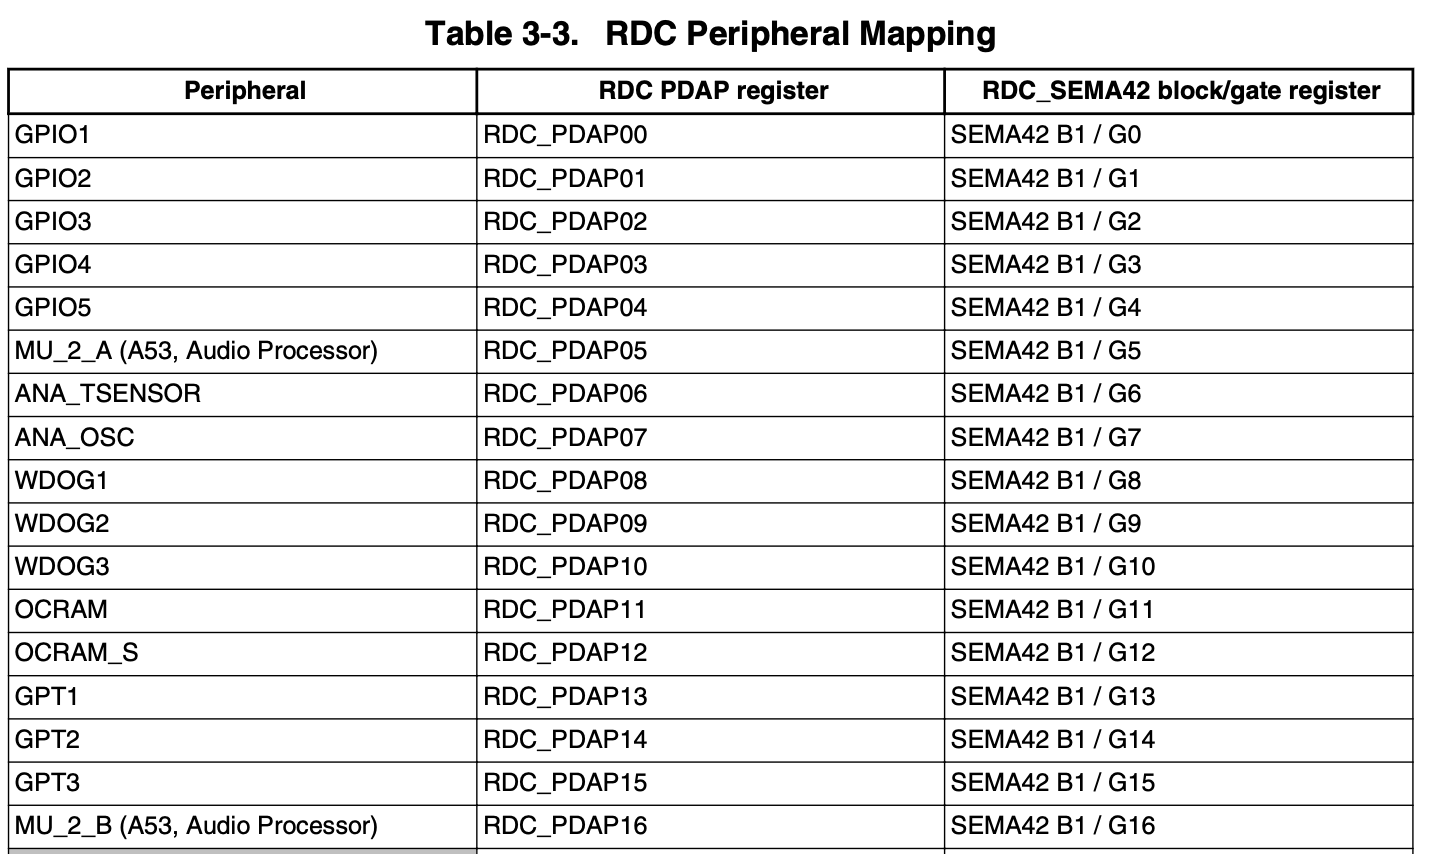 Table 3-3. RDC Peripheral Mapping
Peripheral RDC PDAP register RDC_SEMA42 block/gate register
GPIO1 RDC_PDAP00 SEMA42 B1 / G0
GPIO2 RDC_PDAP01 SEMA42 B1 / G1
GPIO3 RDC_PDAP02 SEMA42 B1 / G2
GPIO4 RDC_PDAP03 SEMA42 B1 / G3
GPIO5 RDC_PDAP04 SEMA42 B1 / G4
MU_2_A (A53, Audio Processor) RDC_PDAP05 SEMA42 B1 / G5
ANA_TSENSOR RDC_PDAP06 SEMA42 B1 / G6
ANA_OSC RDC_PDAP07 SEMA42 B1 / G7
WDOG1 RDC_PDAP08 SEMA42 B1 / G8
WDOG2 RDC_PDAP09 SEMA42 B1 / G9
WDOG3 RDC_PDAP10 SEMA42 B1 / G10
OCRAM RDC_PDAP11 SEMA42 B1 / G11
OCRAM_S RDC_PDAP12 SEMA42 B1 / G12
GPT1 RDC_PDAP13 SEMA42 B1 / G13
GPT2 RDC_PDAP14 SEMA42 B1 / G14
GPT3 RDC_PDAP15 SEMA42 B1 / G15
MU_2_B (A53, Audio Processor) RDC_PDAP16 SEMA42 B1 / G16